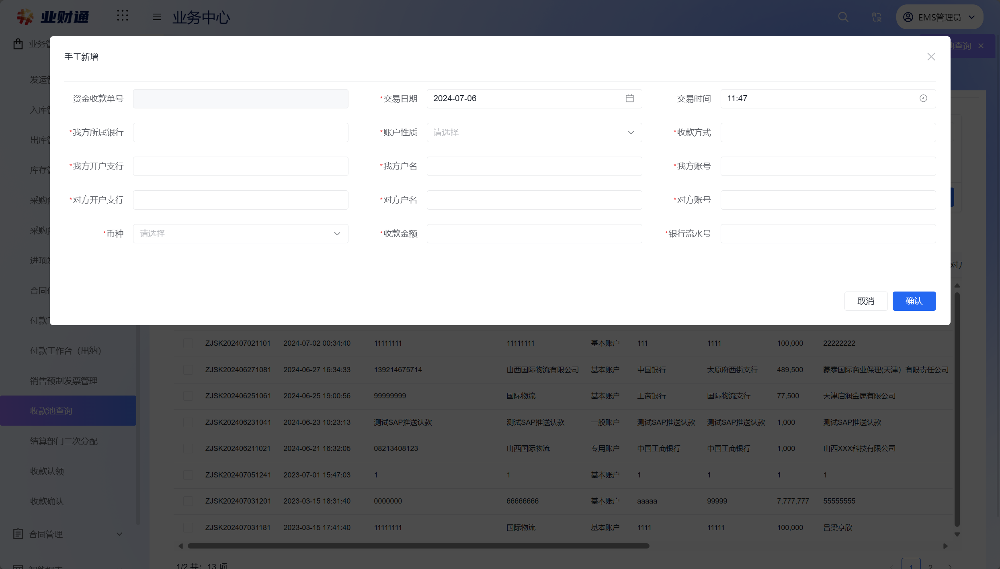 业财通
业务中心
EMS管理员
业务管
池查询
手工新增
资金收款单号
*交易日期 2024-07-06
交易时间 11:47
*我方所属银行
*账户性质 请选择
*收款方式
*我方开户支行
*我方户名
*我方账号
*对方开户支行
*对方户名
*对方账号
*币种 请选择
*收款金额
*银行流水号
取消
确认
发运管
入库管
出库管
库存管
采购预
采购预
进项发
合同
付款工
付款工作台（出纳）
销售预制发票管理
收款池查询
结算部门二次分配
收款认领
收款确认
合同管理
对方
ZJSK202407021101 2024-07-02 00:34:40 11111111 11111111 基本账户 111 1111 100,000 22222222
ZJSK202406271081 2024-06-27 16:34:33 139214675714 山西国际物流有限公司 基本账户 中国银行 太原府西街支行 489,500 蒙泰国际商业保理(天津）有限责任公司
ZJSK202406251061 2024-06-25 19:00:56 99999999 国际物流 基本账户 工商银行 国际物流支行 77,500 天津启润金属有限公司
ZJSK202406231041 2024-06-23 10:23:13 测试SAP推送认款 测试SAP推送认款 一般账户 测试SAP推送认款 测试SAP推送认款 1,000 测试SAP推送认款
ZJSK202406211021 2024-06-21 16:32:05 08213408123 山西国际物流 专用账户 中国工商银行 中国工商银行 1,000 山西XXX科技有限公司
ZJSK202407051241 2023-07-01 15:47:03 1 1 基本账户 1 1 1 1
ZJSK202407031201 2023-03-15 18:31:40 0000000 66666666 基本账户 aaaaa 99999 7,777,777 55555555
ZJSK202407031181 2023-03-15 17:41:40 11111111 国际物流 基本账户 1111 11111 100,000 吕梁亨欣
1/2 共：13 项
1 2